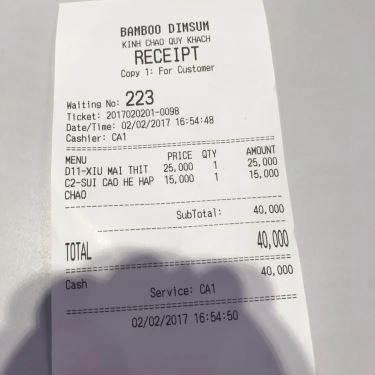 BAMBOO DIMSUM
KINH CHAO QUY KHACH
RECEIPT
Copy 1: For Customer
Waiting No: 223
Ticket: 2017020201-0098
Date/Time: 02/02/2017 16:54:48
Cashier: CA1
MENU PRICE QTY AMOUNT
D11-XIU MAI THIT 25,000 1 25,000
C2-SUI CAO HE HAP 15,000 1 15,000
CHAO
SubTotal: 40,000
TOTAL 40,000
Cash 40,000
Service: CA1
02/02/2017 16:54:50